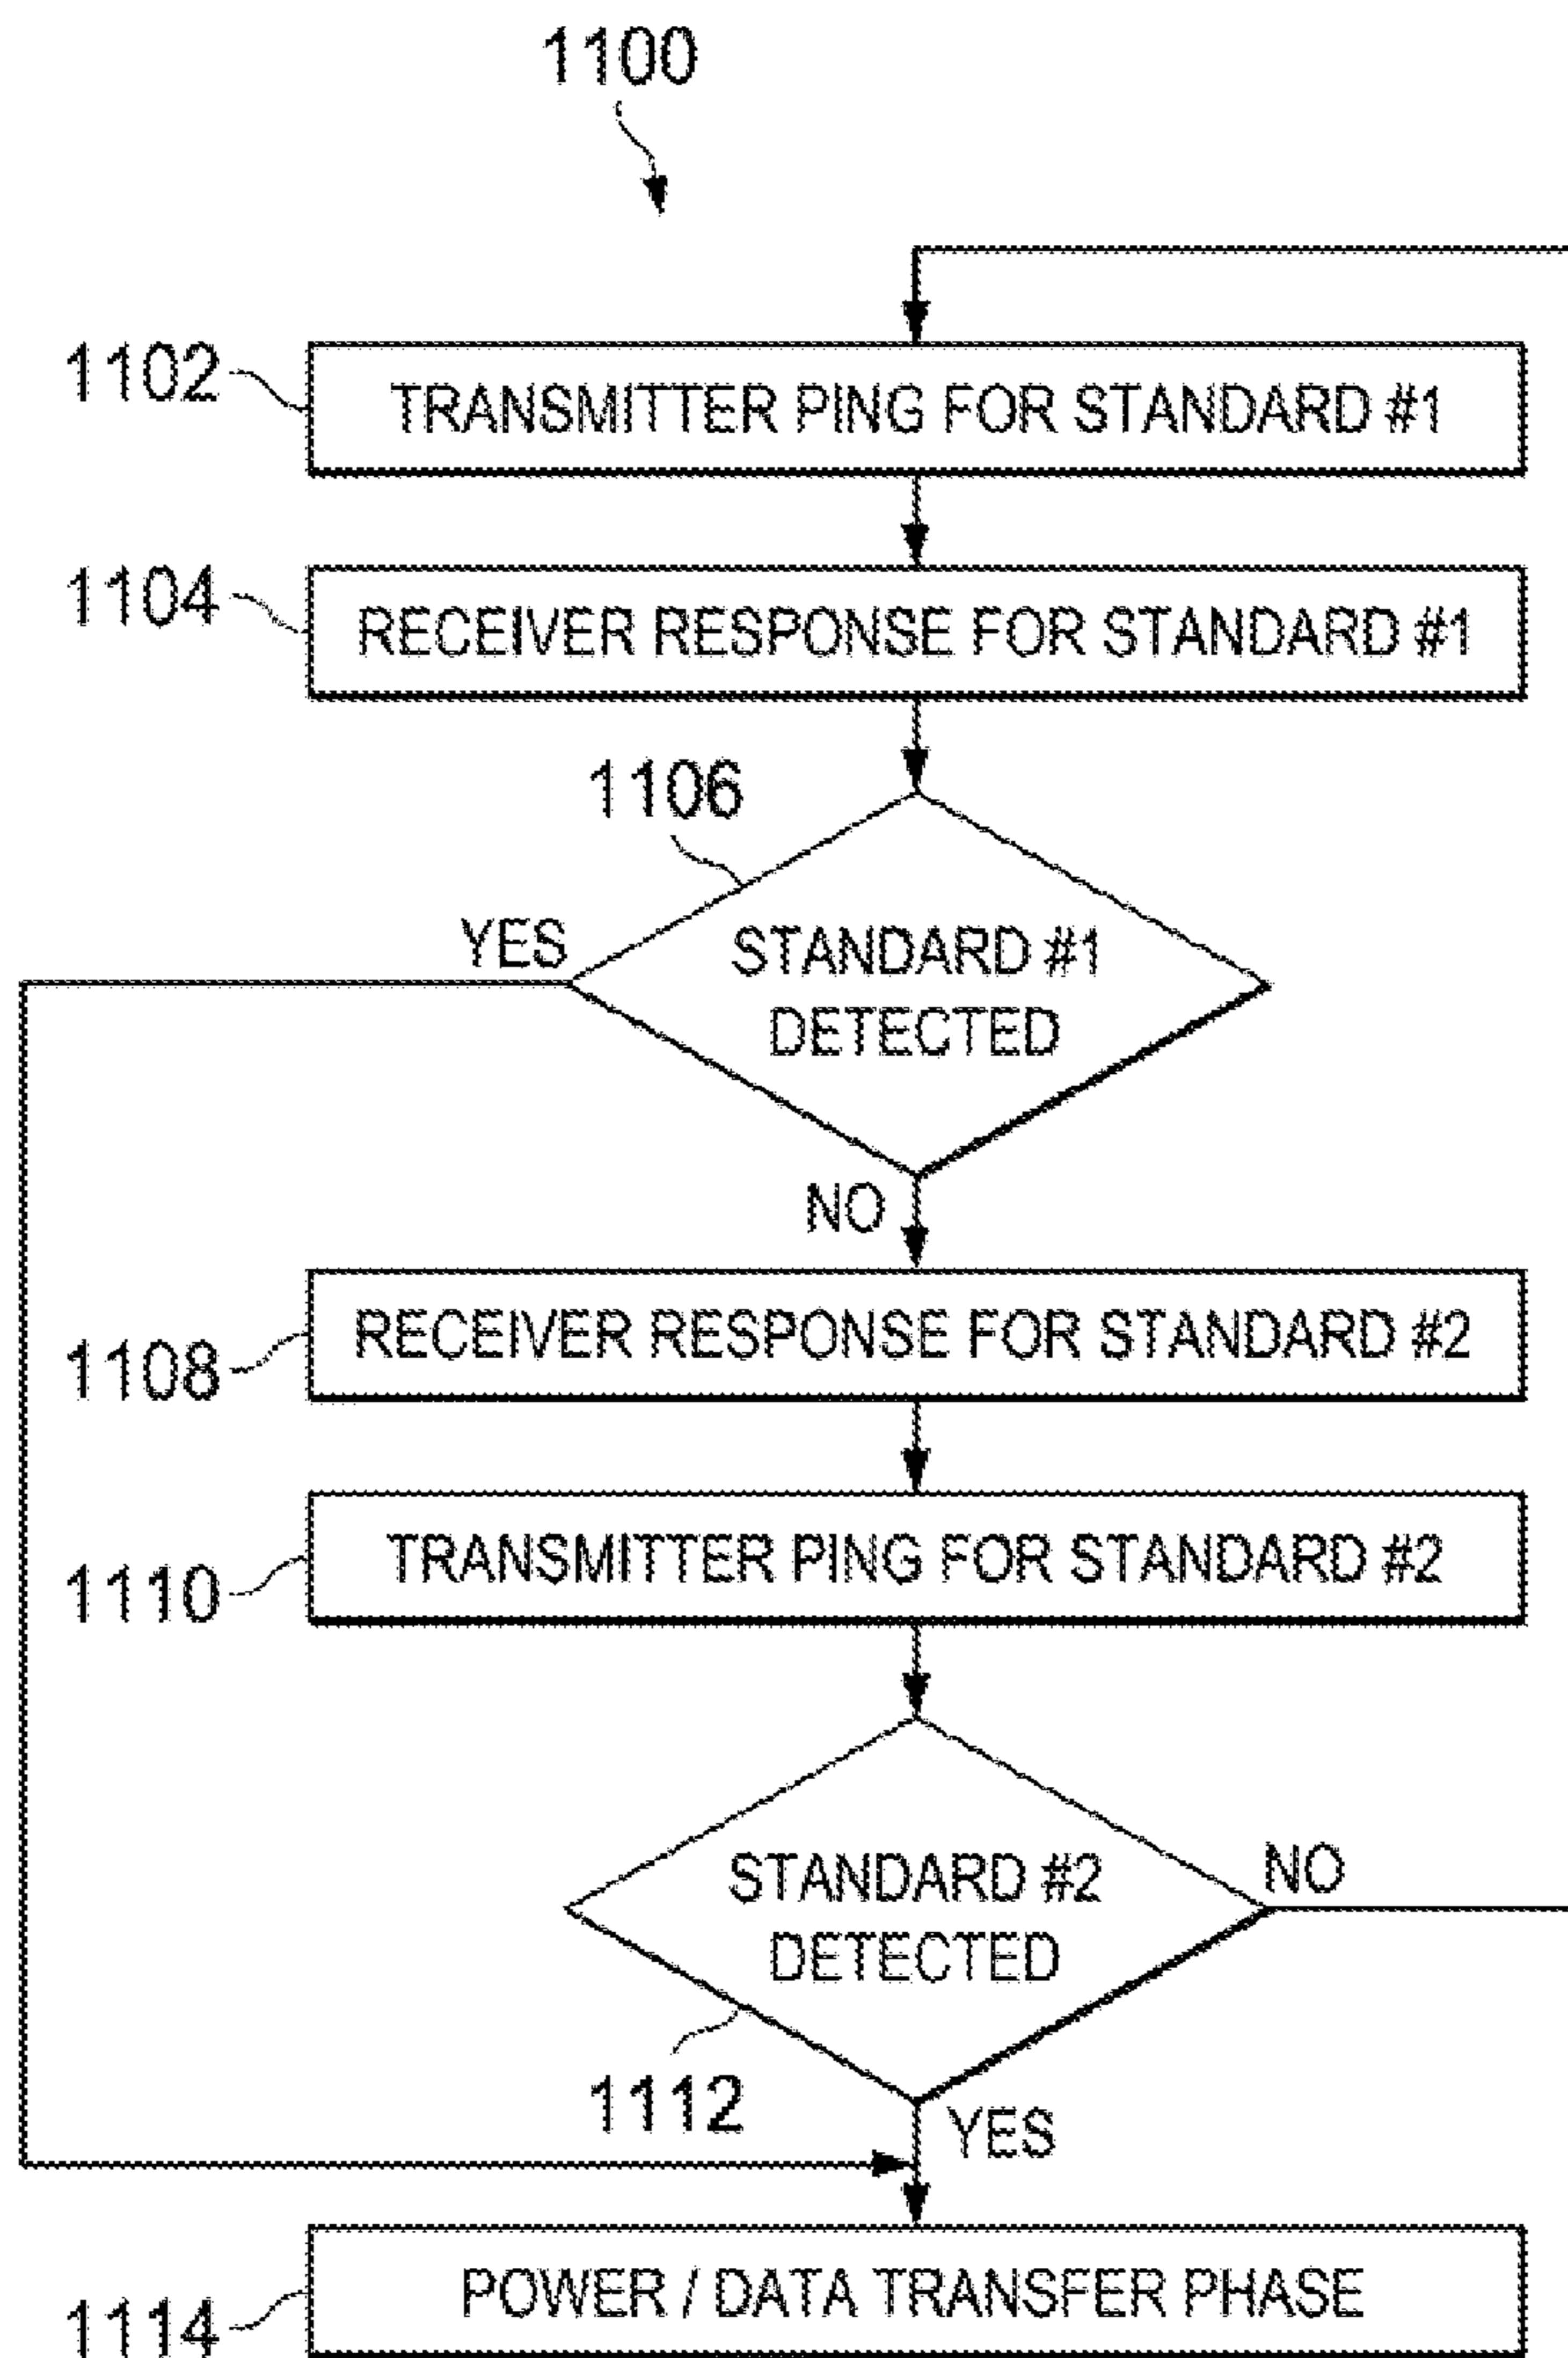 1100
1102
TRANSMITTER PING FOR STANDARD #1
1104
RECEIVER RESPONSE FOR STANDARD #1
1106
YES
STANDARD #1
DETECTED
NO
RECEIVER RESPONSE FOR STANDARD #2
1108
TRANSMITTER PING FOR STANDARD #2
1110
STANDARD #2
DETECTED
NO
1112
YES
POWER / DATA TRANSFER PHASE
1114